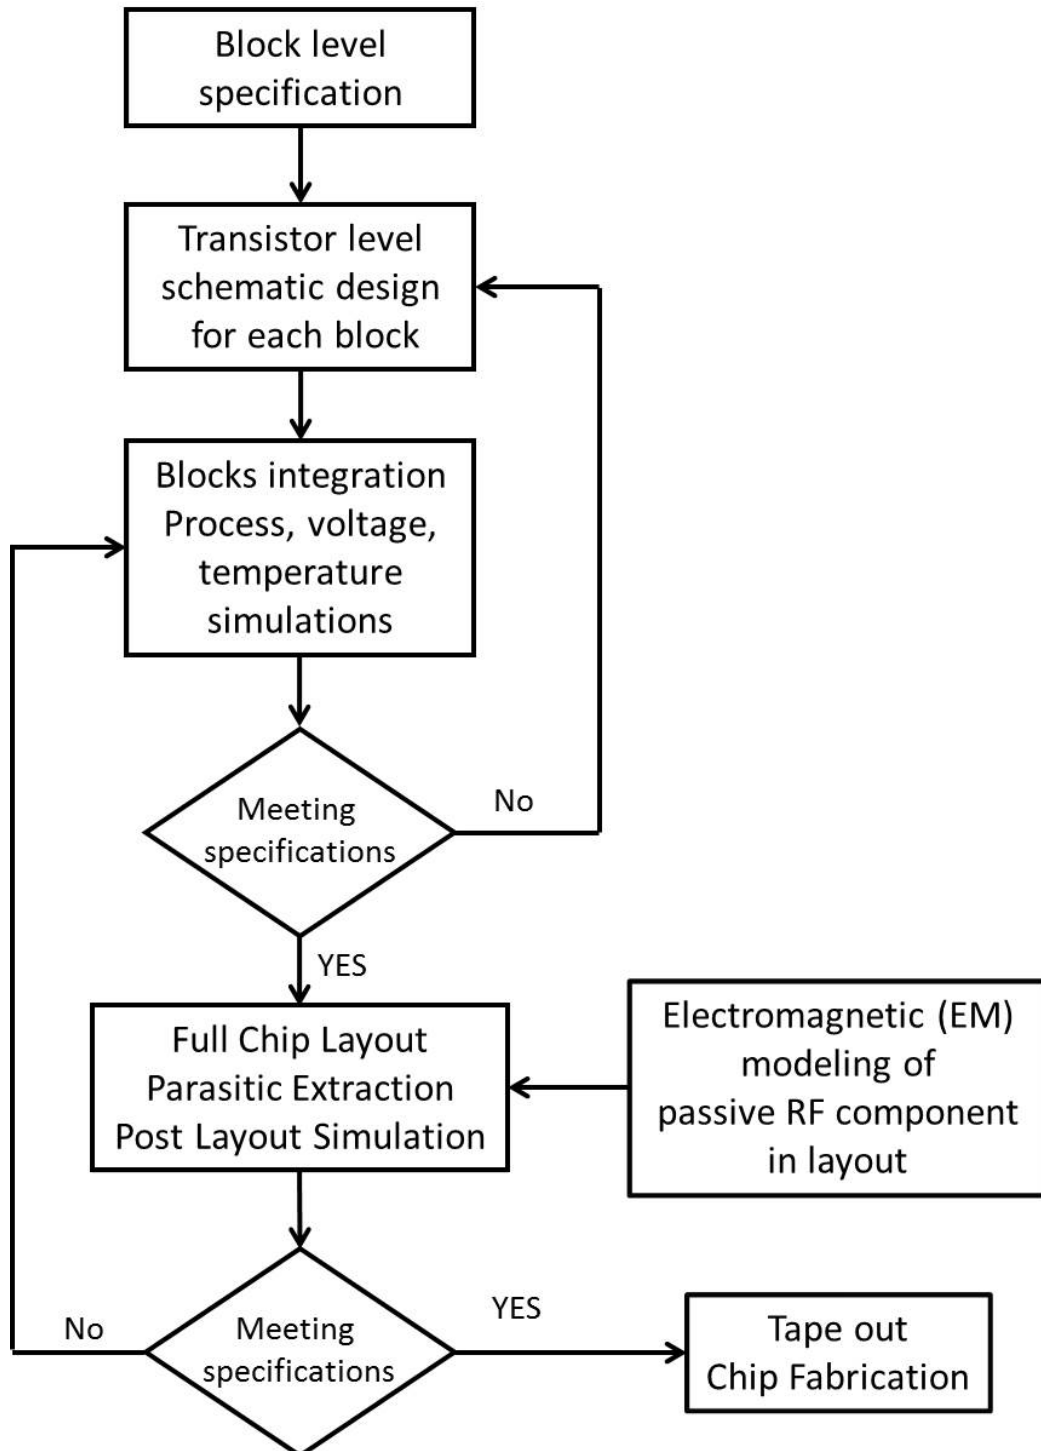 Block level
specification
Transistor level
schematic design
for each block
Blocks integration
Process, voltage,
temperature
simulations
Meeting
specifications
No
YES
Full Chip Layout
Parasitic Extraction
Post Layout Simulation
Electromagnetic (EM)
modeling of
passive RF component
in layout
Meeting
specifications
No
YES
Tape out
Chip Fabrication